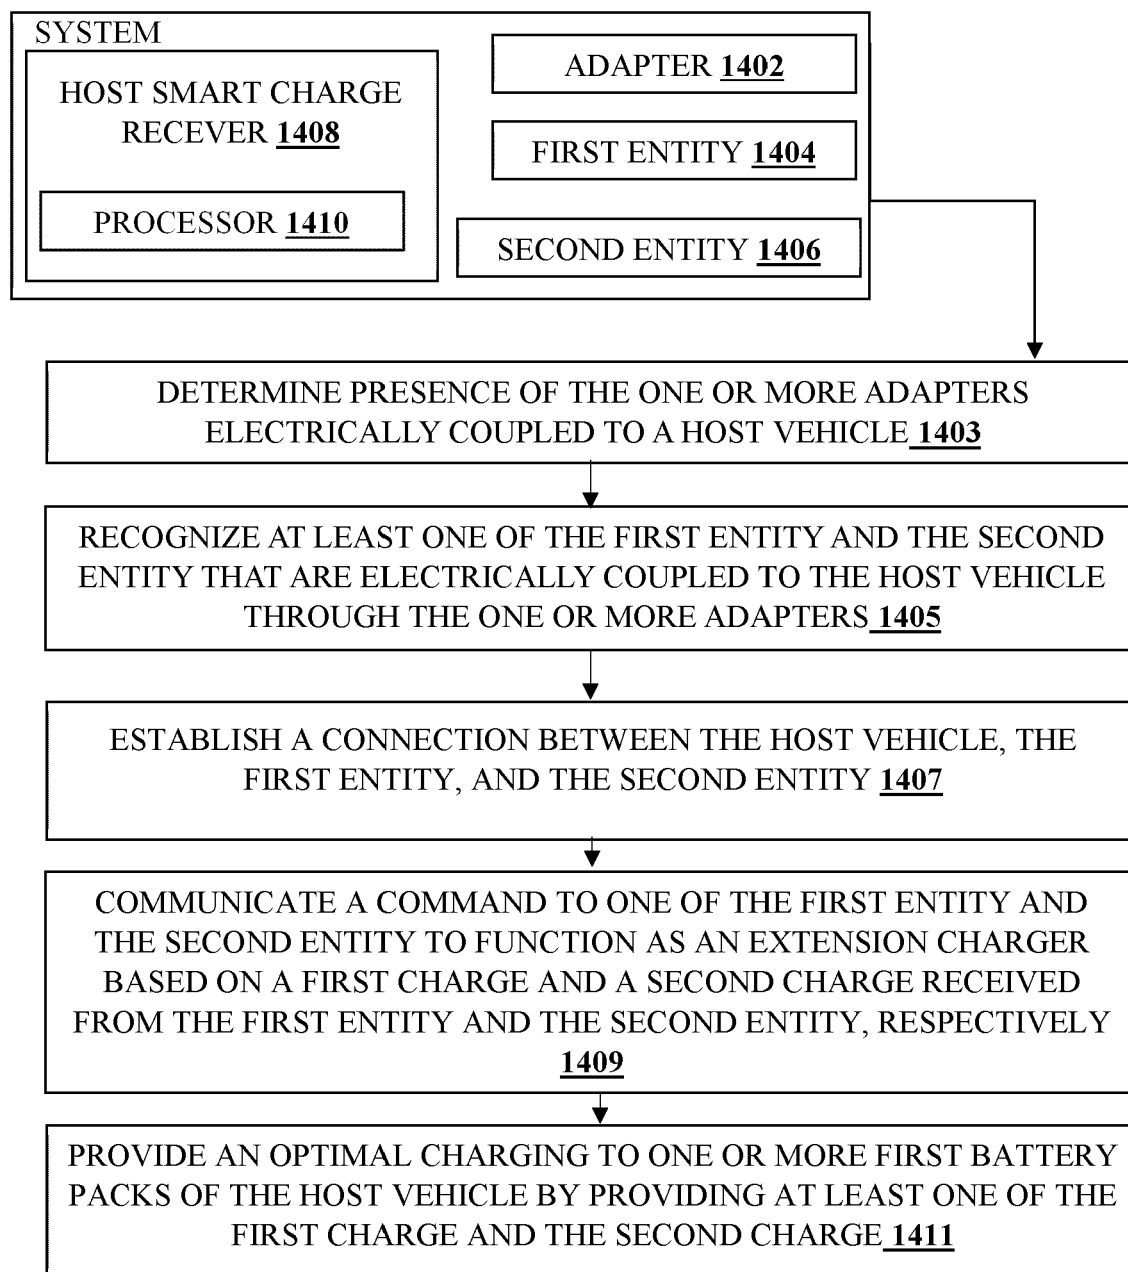 SYSTEM
HOST SMART CHARGE
RECEVER 1408
PROCESSOR 1410
ADAPTER 1402
FIRST ENTITY 1404
SECOND ENTITY 1406
DETERMINE PRESENCE OF THE ONE OR MORE ADAPTERS
ELECTRICALLY COUPLED TO A HOST VEHICLE 1403
RECOGNIZE AT LEAST ONE OF THE FIRST ENTITY AND THE SECOND
ENTITY THAT ARE ELECTRICALLY COUPLED TO THE HOST VEHICLE
THROUGH THE ONE OR MORE ADAPTERS 1405
ESTABLISH A CONNECTION BETWEEN THE HOST VEHICLE, THE
FIRST ENTITY, AND THE SECOND ENTITY 1407
COMMUNICATE A COMMAND TO ONE OF THE FIRST ENTITY AND
THE SECOND ENTITY TO FUNCTION AS AN EXTENSION CHARGER
BASED ON A FIRST CHARGE AND A SECOND CHARGE RECEIVED
FROM THE FIRST ENTITY AND THE SECOND ENTITY, RESPECTIVELY
1409
PROVIDE AN OPTIMAL CHARGING TO ONE OR MORE FIRST BATTERY
PACKS OF THE HOST VEHICLE BY PROVIDING AT LEAST ONE OF THE
FIRST CHARGE AND THE SECOND CHARGE 1411